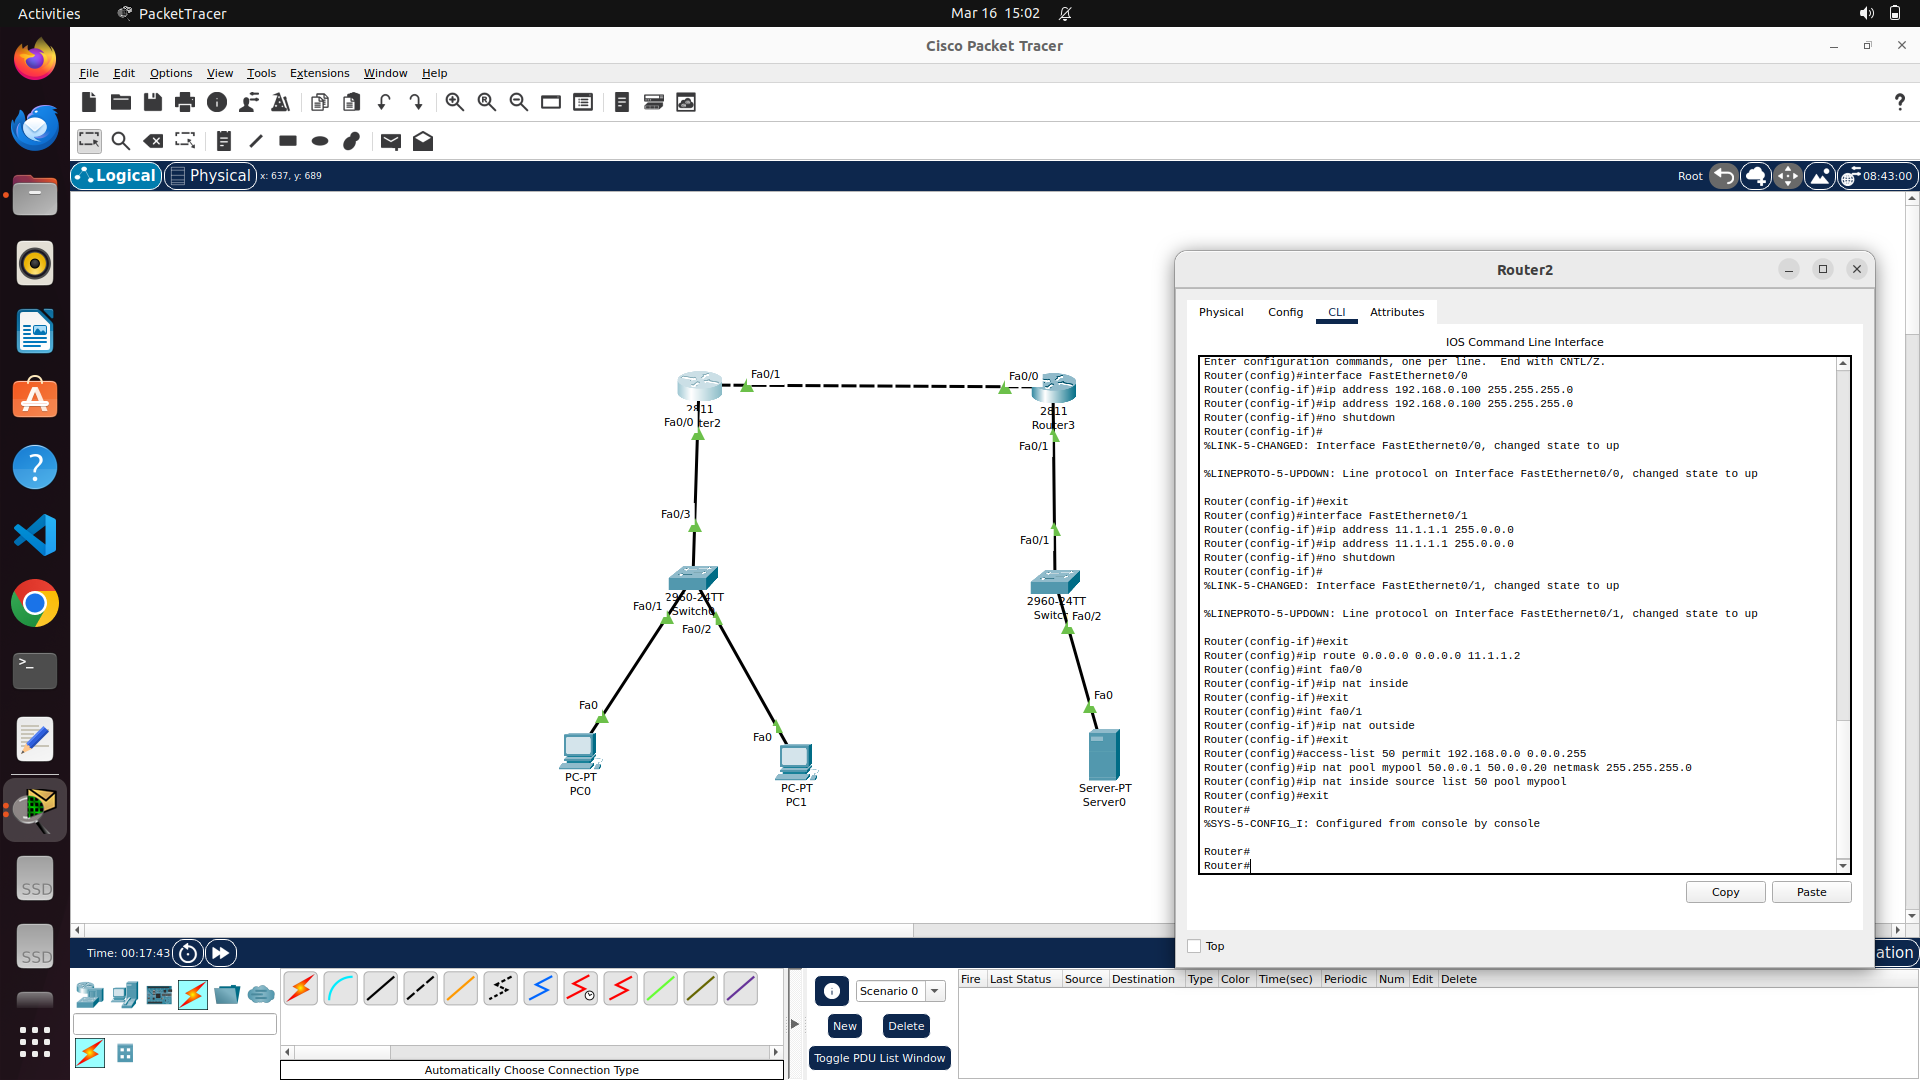 Activities
PacketTracer
Mar 16  15:02
Cisco Packet Tracer
File
Edit
Options
View
Tools
Extensions
Window
Help
?
Logical
Physical
x: 637, y: 689
Root
08:43:00
Router2
Physical
Config
CLI
Attributes
IOS Command Line Interface
Enter configuration commands, one per line.  End with CNTL/Z.
Router(config)#interface FastEthernet0/0
Router(config-if)#ip address 192.168.0.100 255.255.255.0
Router(config-if)#ip address 192.168.0.100 255.255.255.0
Router(config-if)#no shutdown
Router(config-if)#
%LINK-5-CHANGED: Interface FastEthernet0/0, changed state to up
%LINEPROTO-5-UPDOWN: Line protocol on Interface FastEthernet0/0, changed state to up
Router(config-if)#exit
Router(config)#interface FastEthernet0/1
Router(config-if)#ip address 11.1.1.1 255.0.0.0
Router(config-if)#ip address 11.1.1.1 255.0.0.0
Router(config-if)#no shutdown
Router(config-if)#
%LINK-5-CHANGED: Interface FastEthernet0/1, changed state to up
%LINEPROTO-5-UPDOWN: Line protocol on Interface FastEthernet0/1, changed state to up
Router(config-if)#exit
Router(config)#ip route 0.0.0.0 0.0.0.0 11.1.1.2
Router(config)#int fa0/0
Router(config-if)#ip nat inside
Router(config-if)#exit
Router(config)#int fa0/1
Router(config-if)#ip nat outside
Router(config-if)#exit
Router(config)#access-list 50 permit 192.168.0.0 0.0.0.255
Router(config)#ip nat pool mypool 50.0.0.1 50.0.0.20 netmask 255.255.255.0
Router(config)#ip nat inside source list 50 pool mypool
Router(config)#exit
Router#
%SYS-5-CONFIG_I: Configured from console by console
Router#
Router#
Copy
Paste
Top
Fa0/1
Fa0/0
2811
Fa0/0 ter2
2811
Router3
Fa0/1
Fa0/3
Fa0/1
2960-24TT
Switch0
Fa0/1
Fa0/2
2960-24TT
Switc Fa0/2
Fa0
Fa0
Fa0
PC-PT
PC0
PC-PT
PC1
Server-PT
Server0
SSD
SSD
Time: 00:17:43
ation
Scenario 0
New
Delete
Toggle PDU List Window
Fire
Last Status
Source
Destination
Type
Color
Time(sec)
Periodic
Num
Edit
Delete
Automatically Choose Connection Type